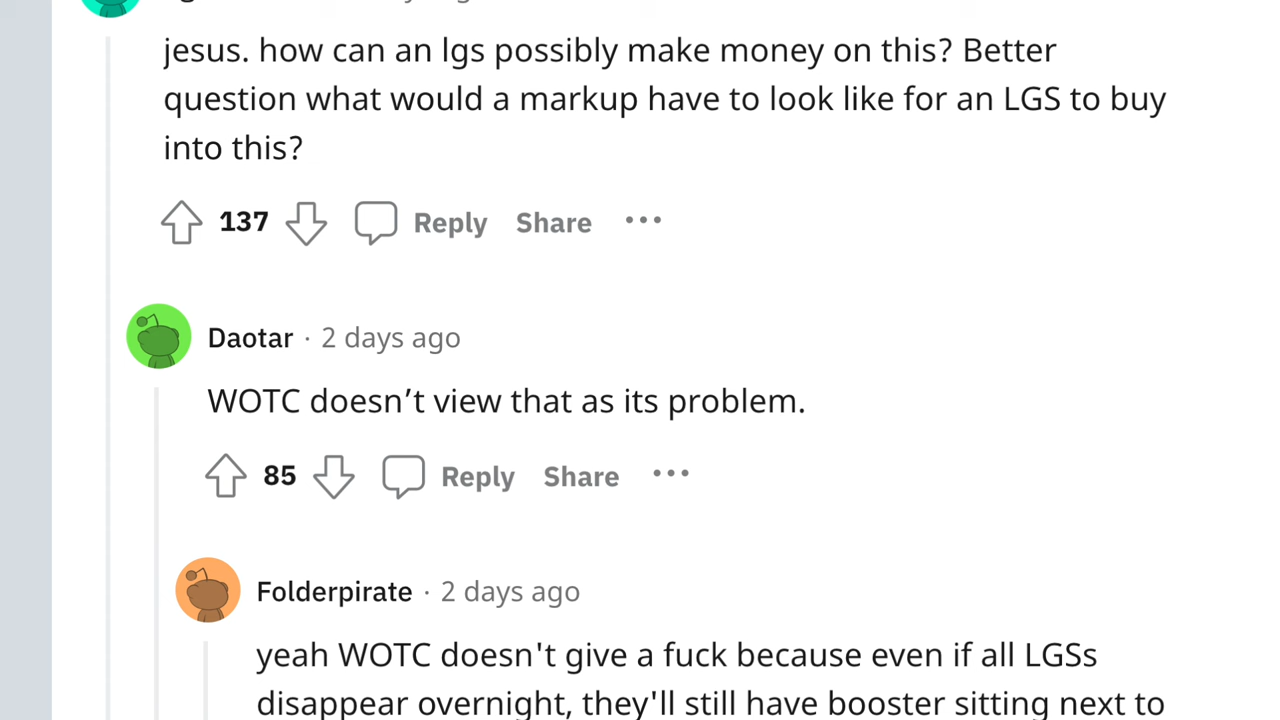 jesus. how can an lgs possibly make money on this? Better
question what would a markup have to look like for an LGS to buy
into this?
137 Reply Share •••
Daotar · 2 days ago
WOTC doesn’t view that as its problem.
85 Reply Share •••
Folderpirate · 2 days ago
yeah WOTC doesn't give a fuck because even if all LGSs
disappear overnight, they'll still have booster sitting next to